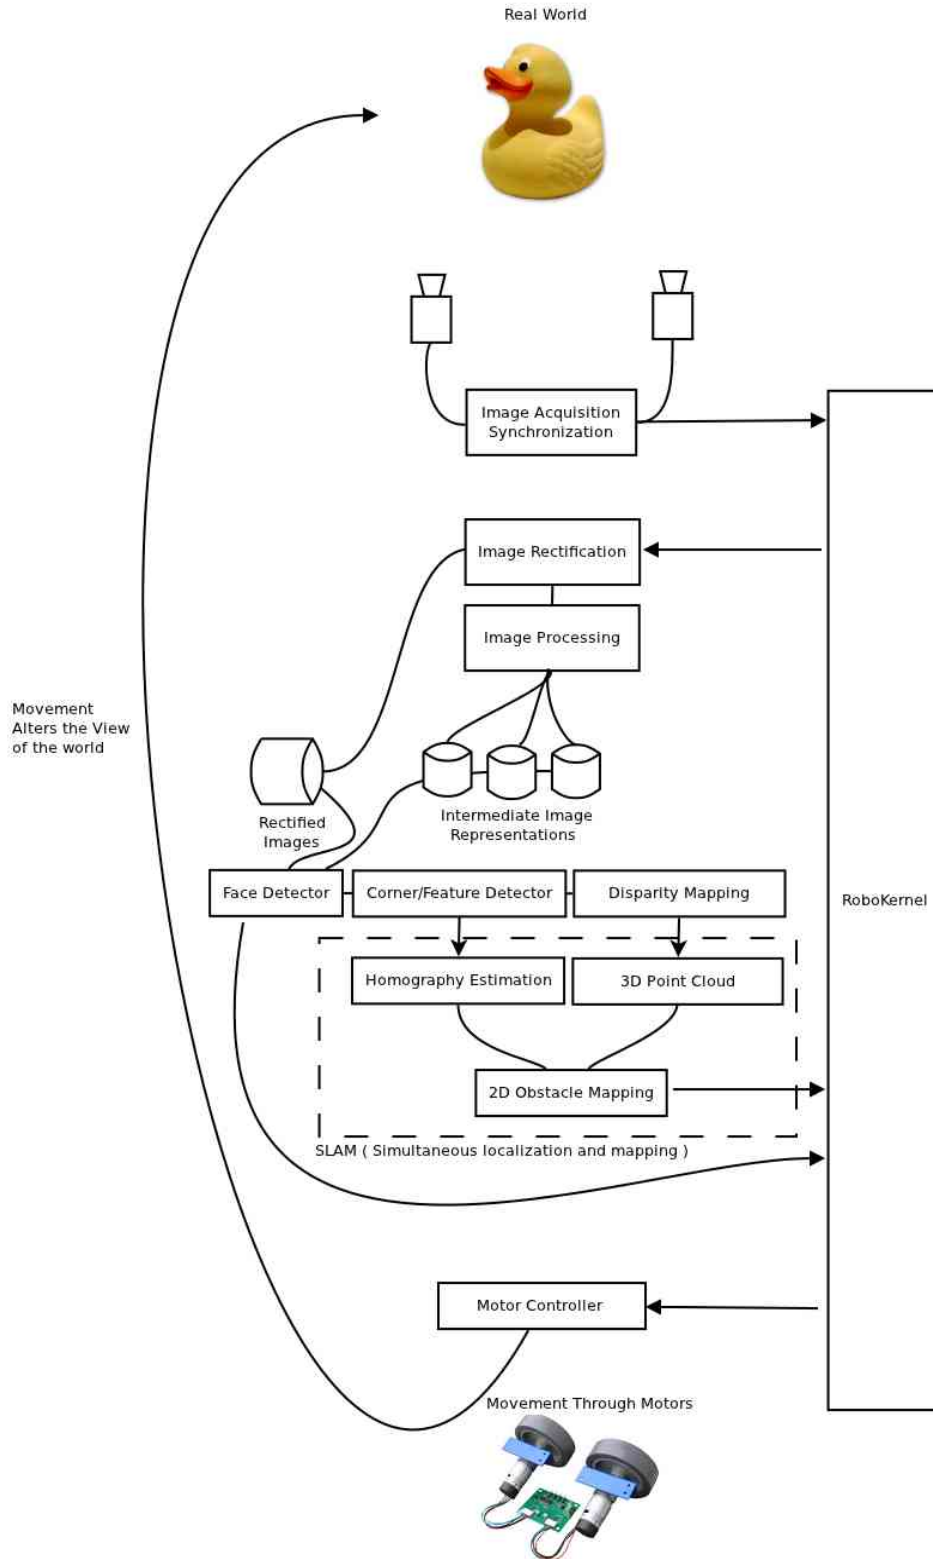 Real World
Image Acquisition
Synchronization
Image Rectification
Image Processing
Movement
Alters the View
of the world
Rectified
Images
Intermediate Image
Representations
Face Detector
Corner/Feature Detector
Disparity Mapping
RoboKernel
Homography Estimation
3D Point Cloud
2D Obstacle Mapping
SLAM ( Simultaneous localization and mapping )
Motor Controller
Movement Through Motors